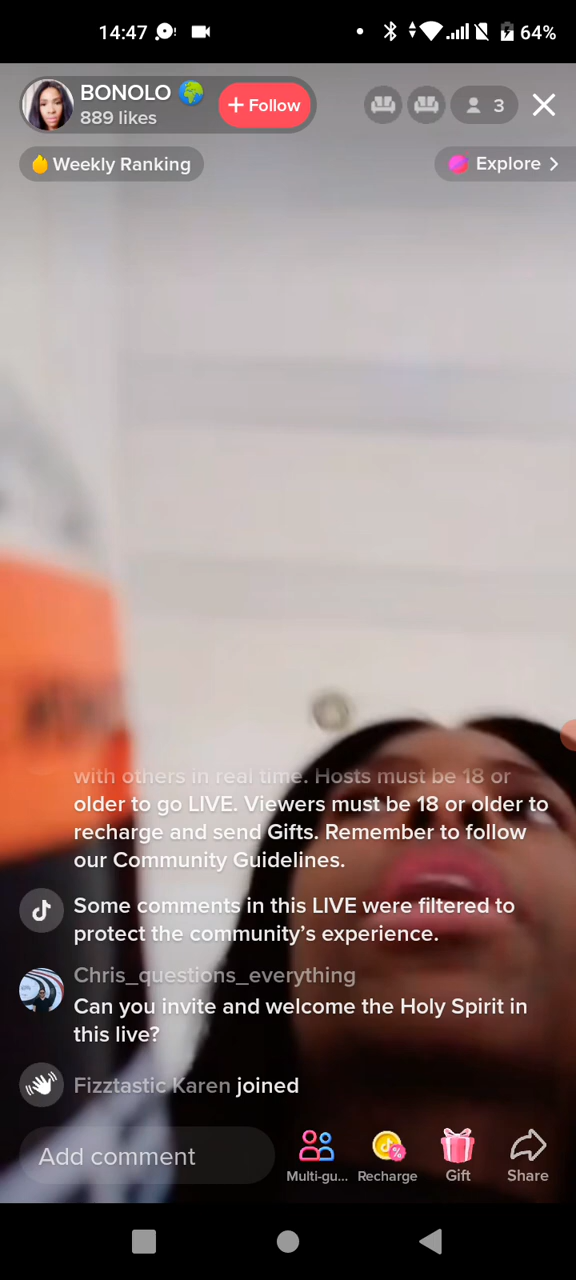 14:47
64%
BONOLO
889 likes
+ Follow
3
Weekly Ranking
Explore
with others in real time. Hosts must be 18 or
older to go LIVE. Viewers must be 18 or older to
recharge and send Gifts. Remember to follow
our Community Guidelines.
Some comments in this LIVE were filtered to
protect the community's experience.
Chris_questions_everything
Can you invite and welcome the Holy Spirit in
this live?
Fizztastic Karen joined
Add comment
Multi-gu...
Recharge
Gift
Share